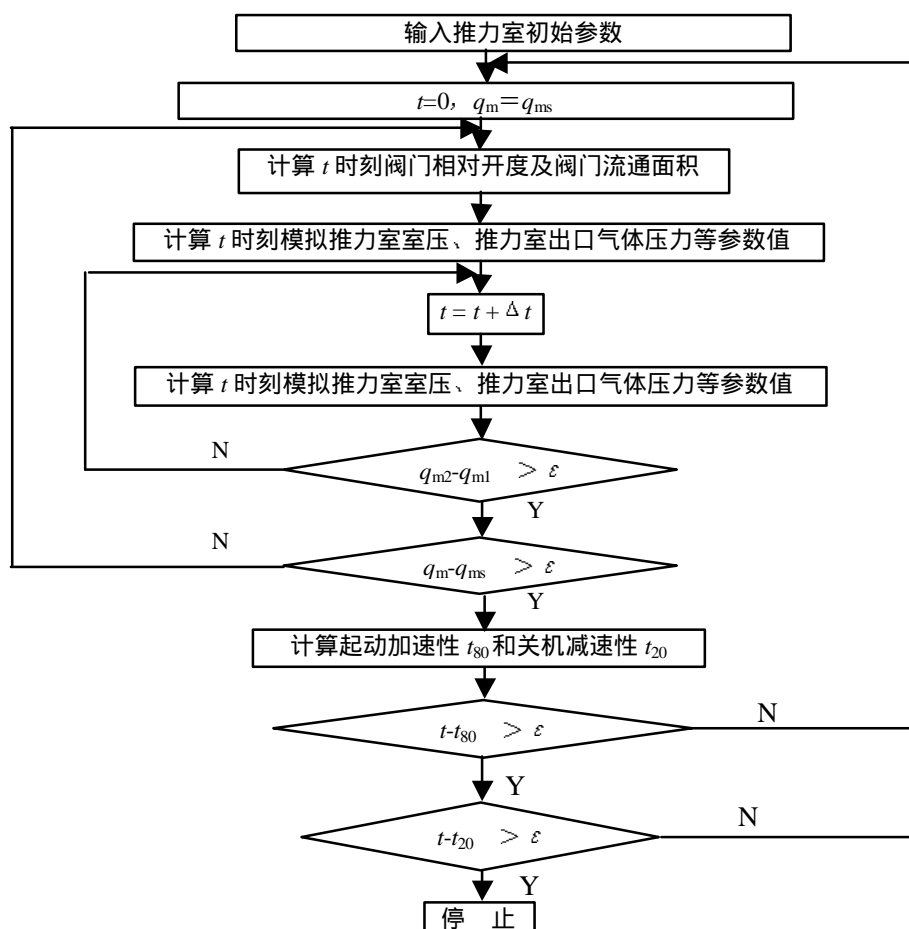 输入推力室初始参数
t=0, qm=qms
计算 t 时刻阀门相对开度及阀门流通面积
计算 t 时刻模拟推力室室压、推力室出口气体压力等参数值
t = t + Δ t
计算 t 时刻模拟推力室室压、推力室出口气体压力等参数值
N
qm2-qm1 > ε
Y
N
qm-qms > ε
Y
计算起动加速性 t80 和关机减速性 t20
N
t-t80 > ε
Y
N
t-t20 > ε
Y
停 止